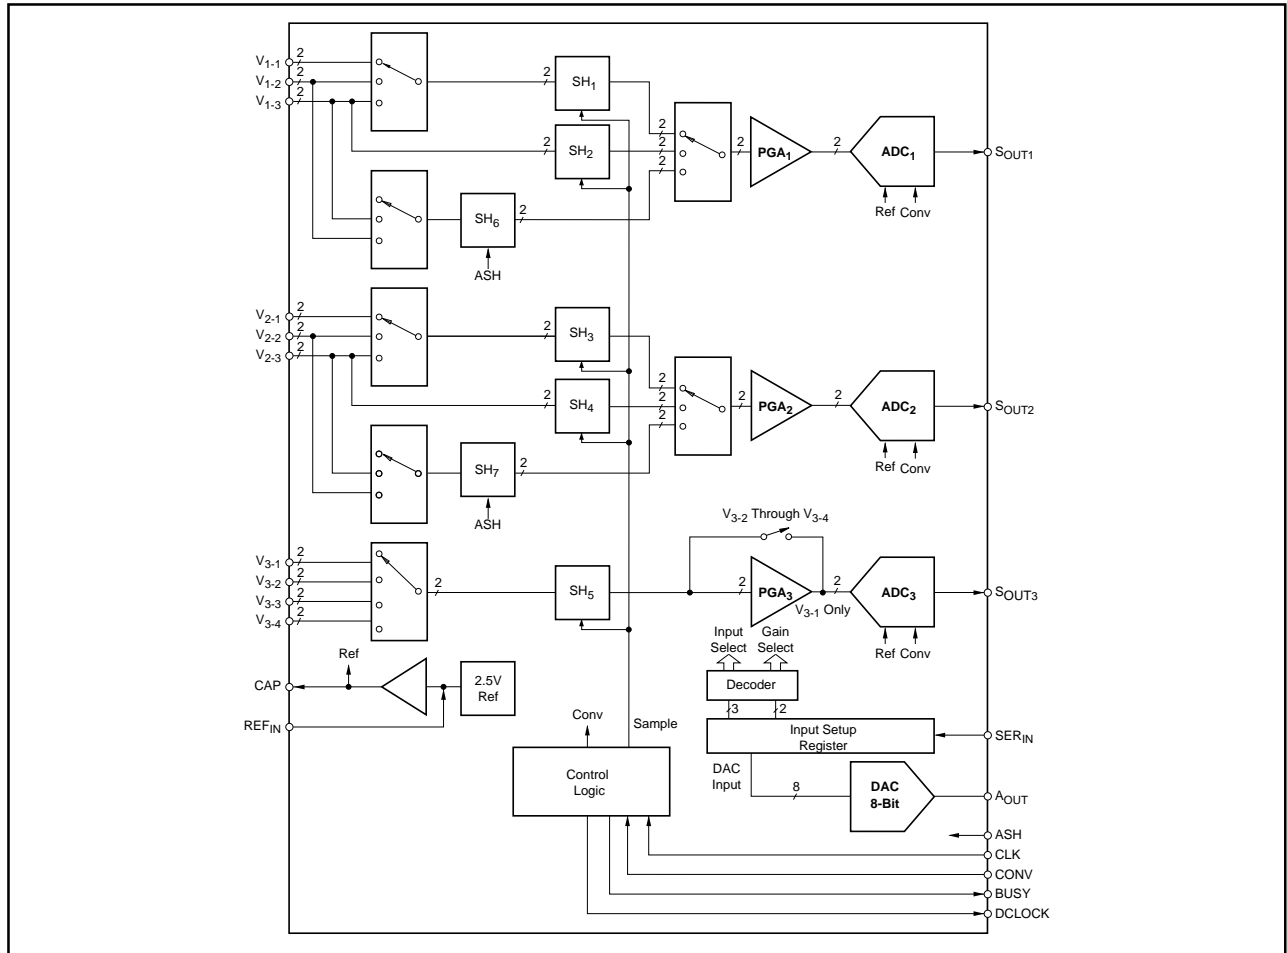 V1-1 2
V1-2 2
V1-3 2
2 SH1
2 SH2
SH6 2
ASH
2
2
2
2 PGA1 2 ADC1 SOUT1
Ref Conv
V2-1 2
V2-2 2
V2-3 2
2 SH3
2 SH4
SH7 2
ASH
2
2
2
2 PGA2 2 ADC2 SOUT2
Ref Conv
V3-2 Through V3-4
V3-1 2
V3-2 2
V3-3 2
V3-4 2
2 SH5 2 PGA3 2 ADC3 SOUT3
V3-1 Only
Ref Conv
Input
Select
Gain
Select
Decoder
3 2
Ref
CAP
2.5V
Ref
REFIN
Conv
Sample
Input Setup
Register
SERIN
Control
Logic
DAC
Input
8
DAC
8-Bit
AOUT
ASH
CLK
CONV
BUSY
DCLOCK